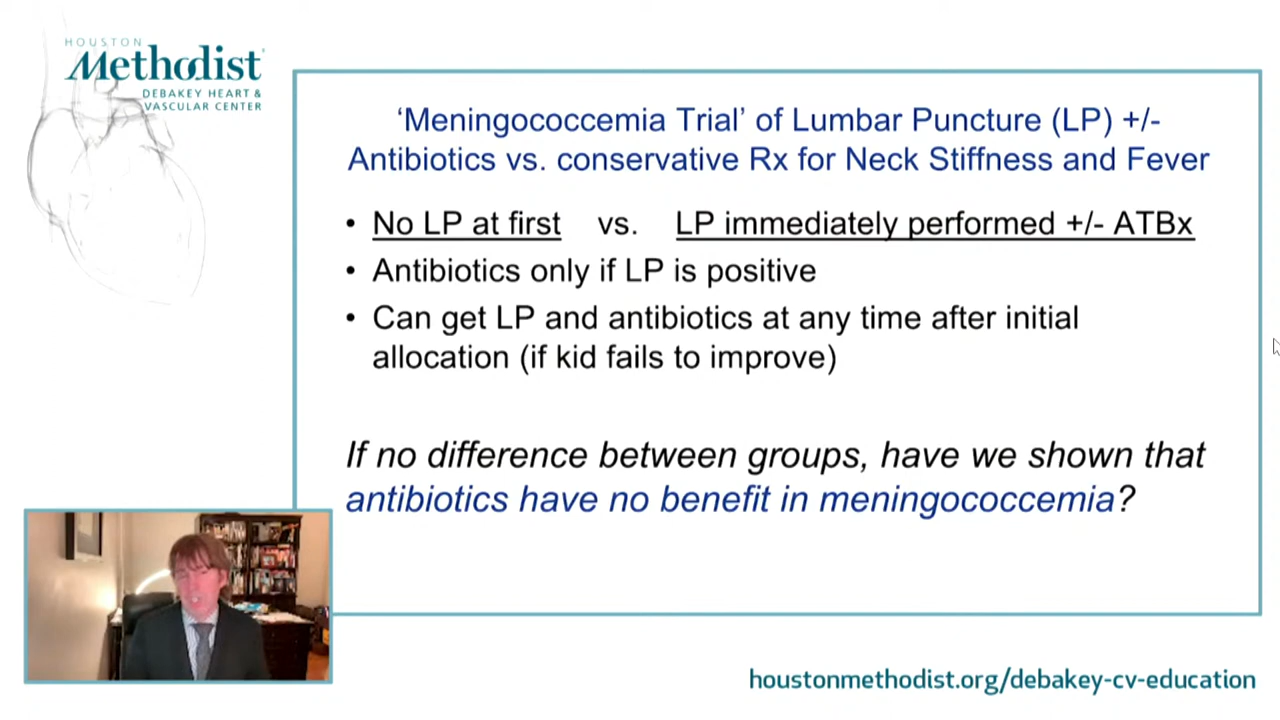 HOUSTON
Methodist
DEBAKEY HEART &
VASCULAR CENTER
‘Meningococcemia Trial’ of Lumbar Puncture (LP) +/-
Antibiotics vs. conservative Rx for Neck Stiffness and Fever
• No LP at first vs. LP immediately performed +/- ATBx
• Antibiotics only if LP is positive
• Can get LP and antibiotics at any time after initial
allocation (if kid fails to improve)
If no difference between groups, have we shown that
antibiotics have no benefit in meningococcemia?
houstonmethodist.org/debakey-cv-education